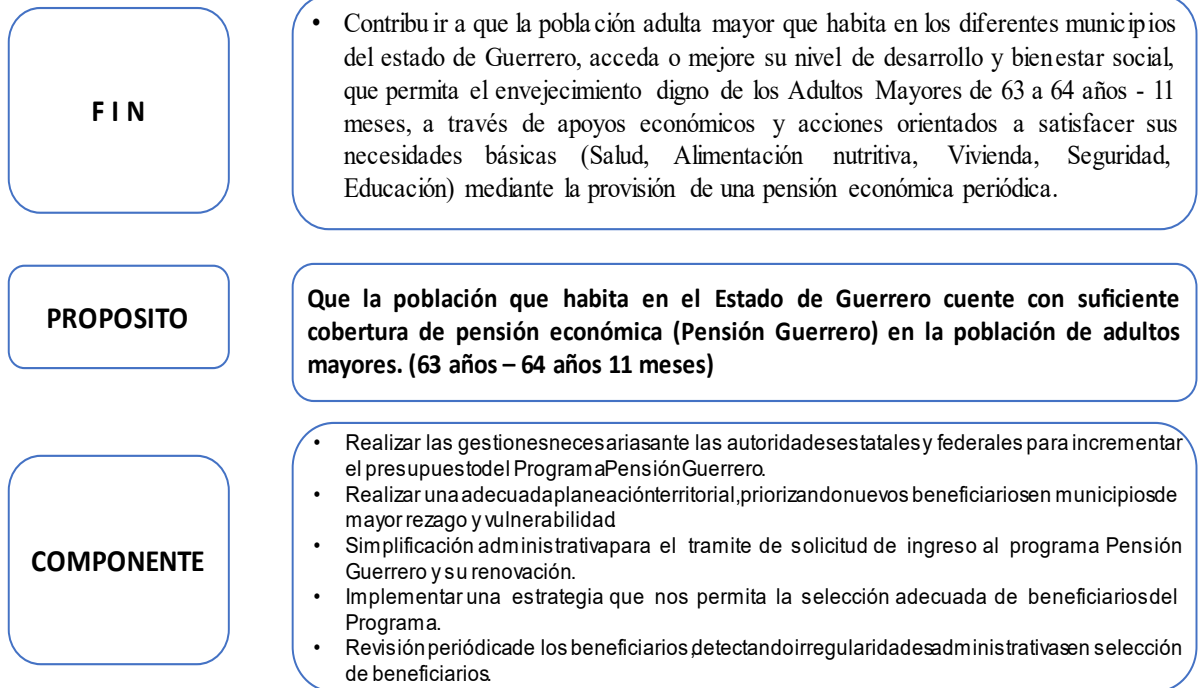 F I N
• Contribuir a que la población adulta mayor que habita en los diferentes municipios
del estado de Guerrero, acceda o mejore su nivel de desarrollo y bienestar social,
que permita el envejecimiento digno de los Adultos Mayores de 63 a 64 años - 11
meses, a través de apoyos económicos y acciones orientados a satisfacer sus
necesidades básicas (Salud, Alimentación nutritiva, Vivienda, Seguridad,
Educación) mediante la provisión de una pensión económica periódica.
PROPOSITO
Que la población que habita en el Estado de Guerrero cuente con suficiente
cobertura de pensión económica (Pensión Guerrero) en la población de adultos
mayores. (63 años – 64 años 11 meses)
COMPONENTE
• Realizar las gestiones necesarias ante las autoridades estatales y federales para incrementar
el presupuesto del Programa Pensión Guerrero.
• Realizar una adecuada planeación territorial, priorizando nuevos beneficiarios en municipios de
mayor rezago y vulnerabilidad
• Simplificación administrativa para el tramite de solicitud de ingreso al programa Pensión
Guerrero y su renovación.
• Implementar una estrategia que nos permita la selección adecuada de beneficiarios del
Programa.
• Revisión periódica de los beneficiarios, detectando irregularidades administrativas en selección
de beneficiarios.